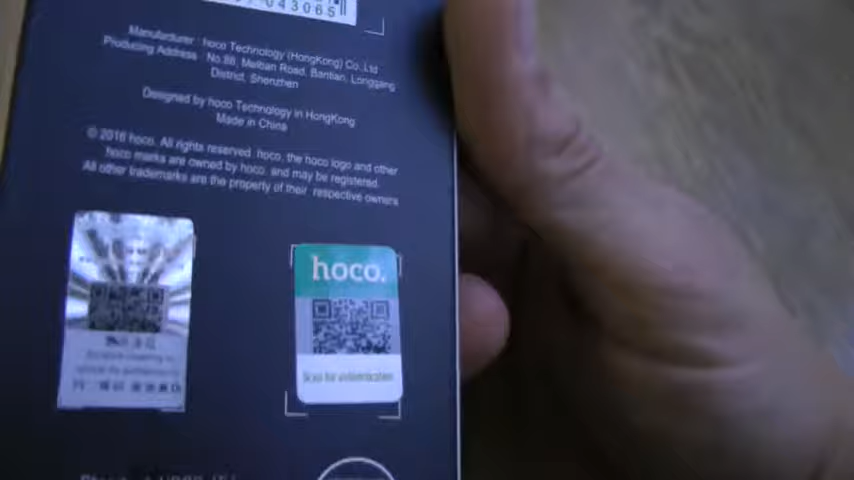 043065
Manufacturer : hoco Technology (HongKong) Co.,Ltd
Producing Address : No.88, Meiban Road, Bantian, Longgang
District, Shenzhen
Designed by hoco Technology in HongKong
Made in China
© 2016 hoco. All rights reserved. hoco, the hoco logo and other
hoco marks are owned by hoco. and may be registered.
All other trademarks are the property of their respective owners
hoco.
Scan for authentication